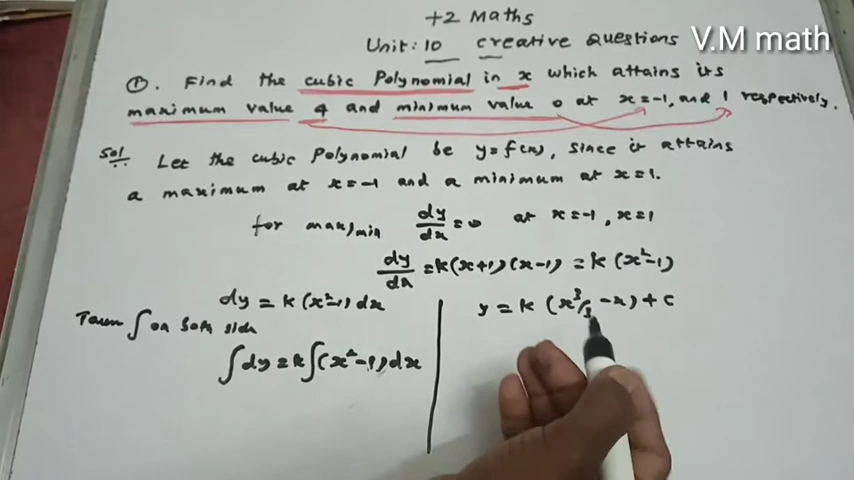 +2 Maths
Unit: 10 creative Questions
V.M math
①. Find the cubic Polynomial in x which attains its
maximum value 4 and minimum value 0 at x=-1, and 1 respectively.
Sol: Let the cubic Polynomial be y=f(x), since it attains
a maximum at x=-1 and a minimum at x=1.
for max/min dy/dx=0 at x=-1, x=1
dy/dx=k(x+1)(x-1)=k(x²-1)
dy=k(x²-1)dx
∫ on both side
∫dy=k∫(x²-1)dx
y=k(x³/3-x)+c